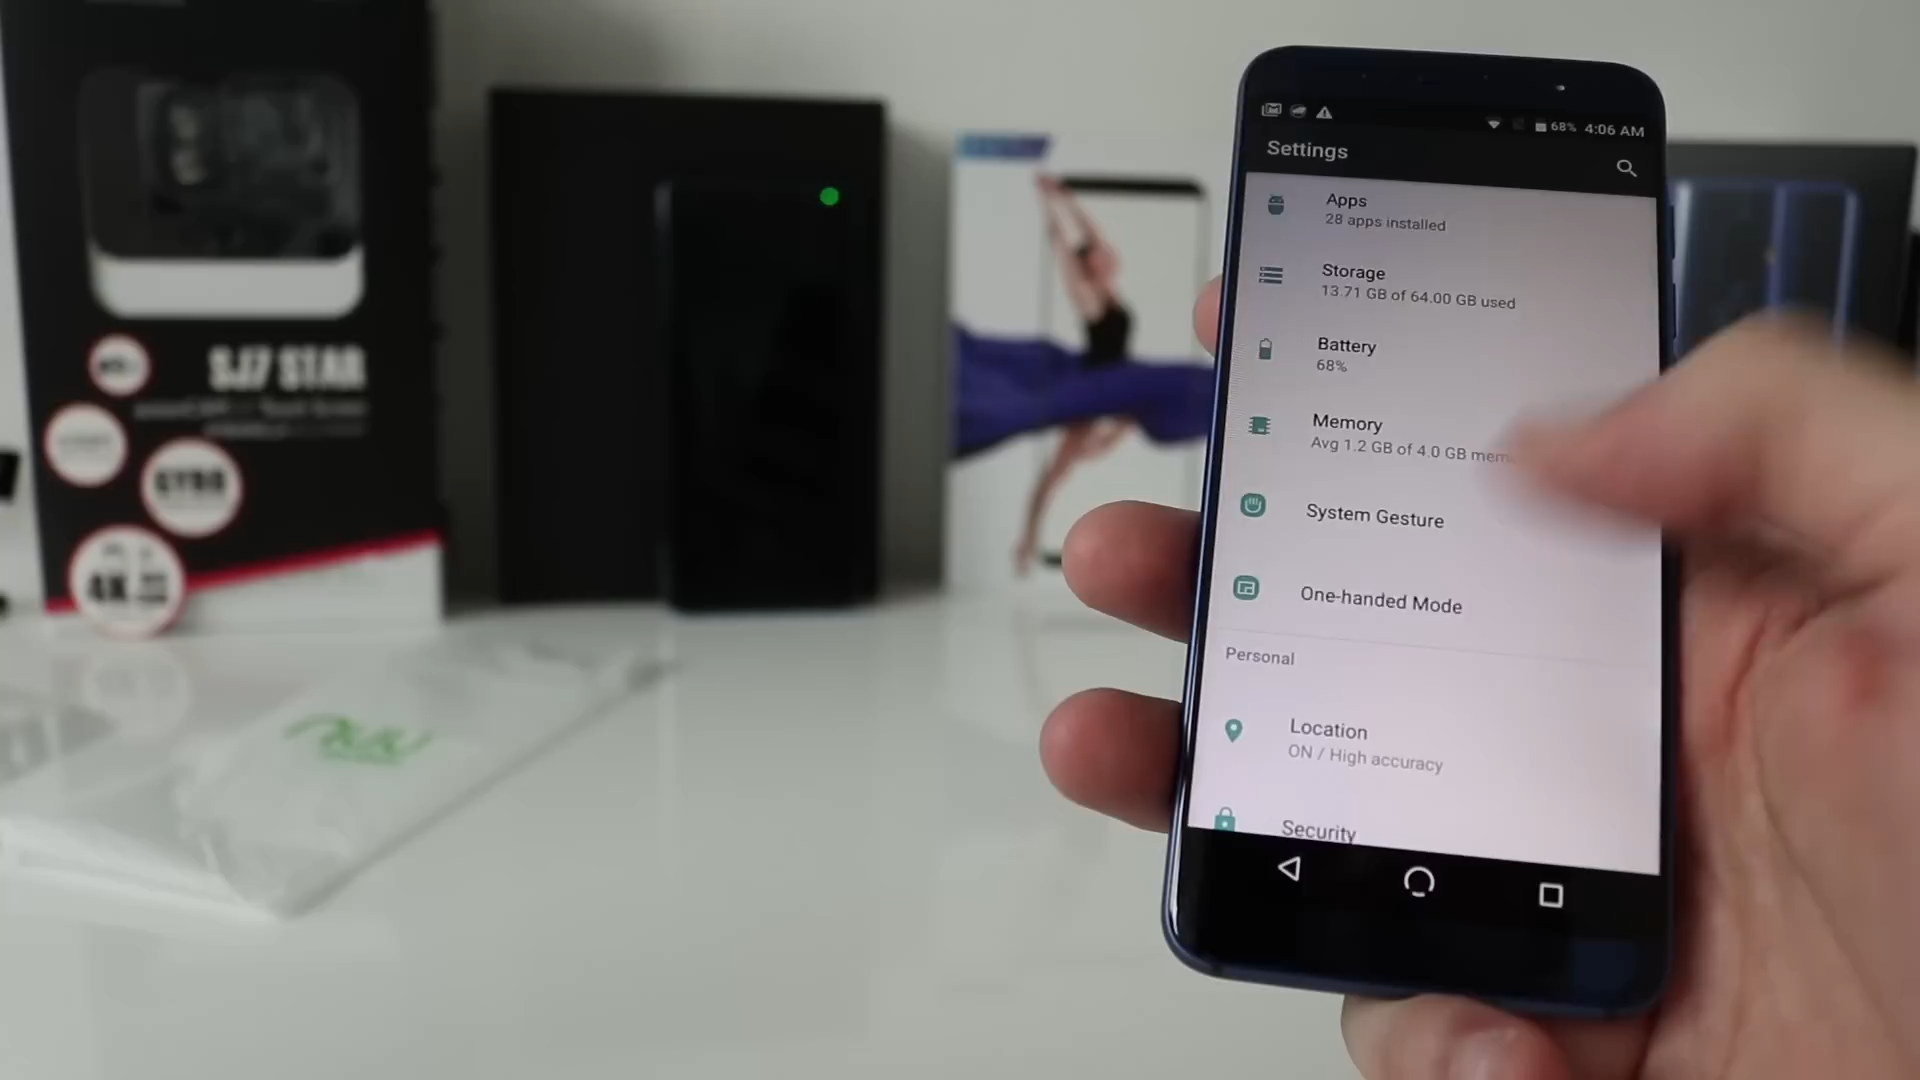 SJ7 STAR
GYRO
4K
68% 4:06 AM
Settings
Apps
28 apps installed
Storage
13.71 GB of 64.00 GB used
Battery
68%
Memory
Avg 1.2 GB of 4.0 GB mem
System Gesture
One-handed Mode
Personal
Location
ON / High accuracy
Security